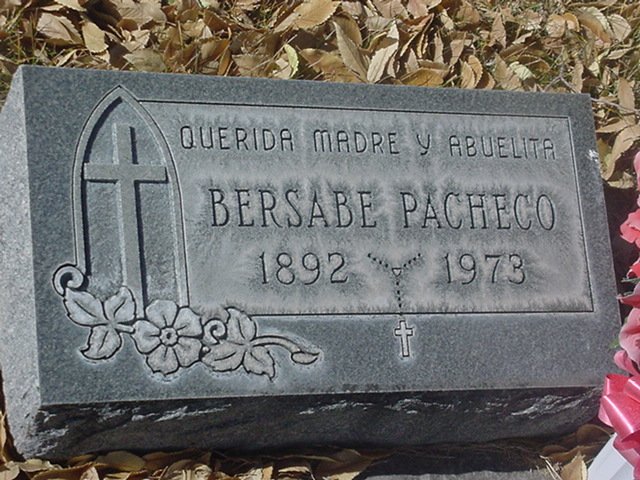 QUERIDA MADRE Y ABUELITA
BERSABE PACHECO
1892 1973